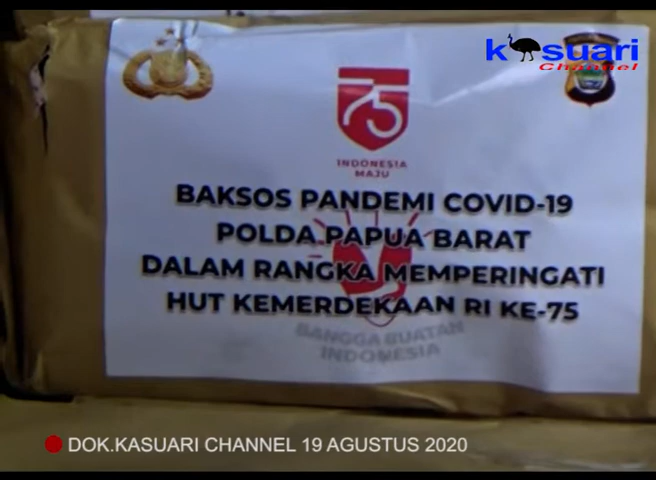 kasuari
Channel
75
INDONESIA
MAJU
BAKSOS PANDEMI COVID-19
POLDA PAPUA BARAT
DALAM RANGKA MEMPERINGATI
HUT KEMERDEKAAN RI KE-75
BANGGA BUATAN
INDONESIA
DOK.KASUARI CHANNEL 19 AGUSTUS 2020